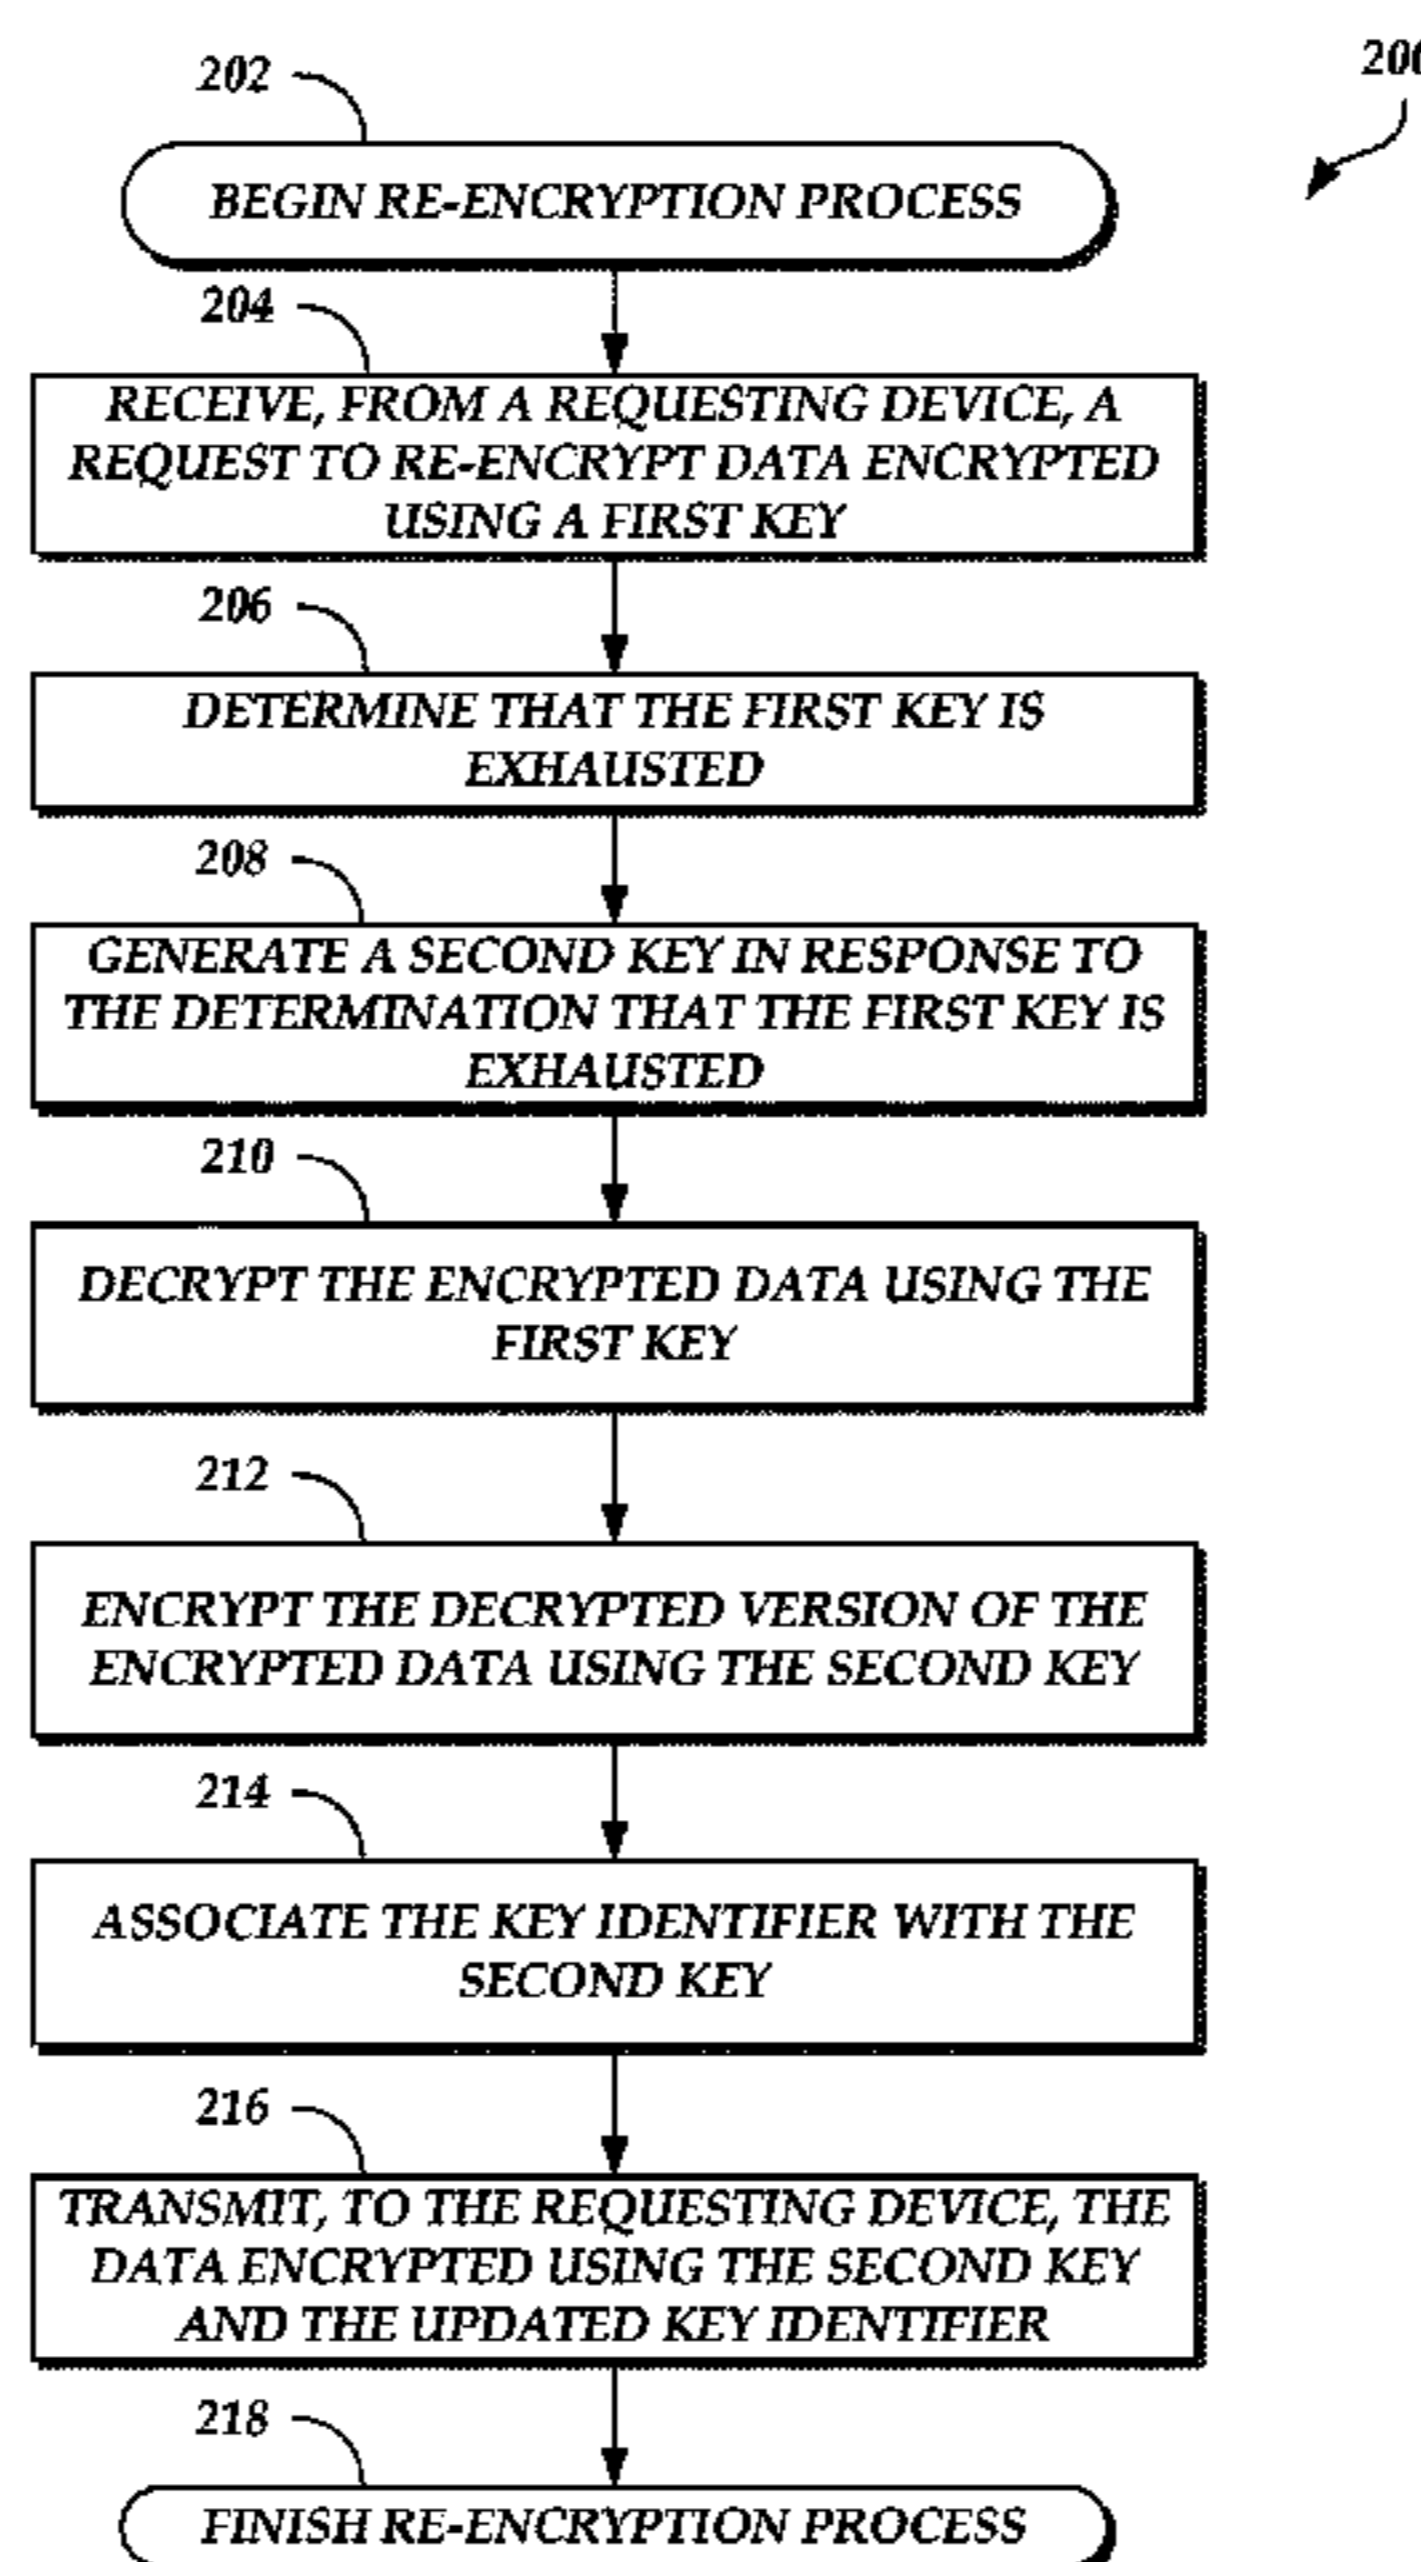 202
200
BEGIN RE-ENCRYPTION PROCESS
204
RECEIVE, FROM A REQUESTING DEVICE, A
REQUEST TO RE-ENCRYPT DATA ENCRYPTED
USING A FIRST KEY
206
DETERMINE THAT THE FIRST KEY IS
EXHAUSTED
208
GENERATE A SECOND KEY IN RESPONSE TO
THE DETERMINATION THAT THE FIRST KEY IS
EXHAUSTED
210
DECRYPT THE ENCRYPTED DATA USING THE
FIRST KEY
212
ENCRYPT THE DECRYPTED VERSION OF THE
ENCRYPTED DATA USING THE SECOND KEY
214
ASSOCIATE THE KEY IDENTIFIER WITH THE
SECOND KEY
216
TRANSMIT, TO THE REQUESTING DEVICE, THE
DATA ENCRYPTED USING THE SECOND KEY
AND THE UPDATED KEY IDENTIFIER
218
FINISH RE-ENCRYPTION PROCESS